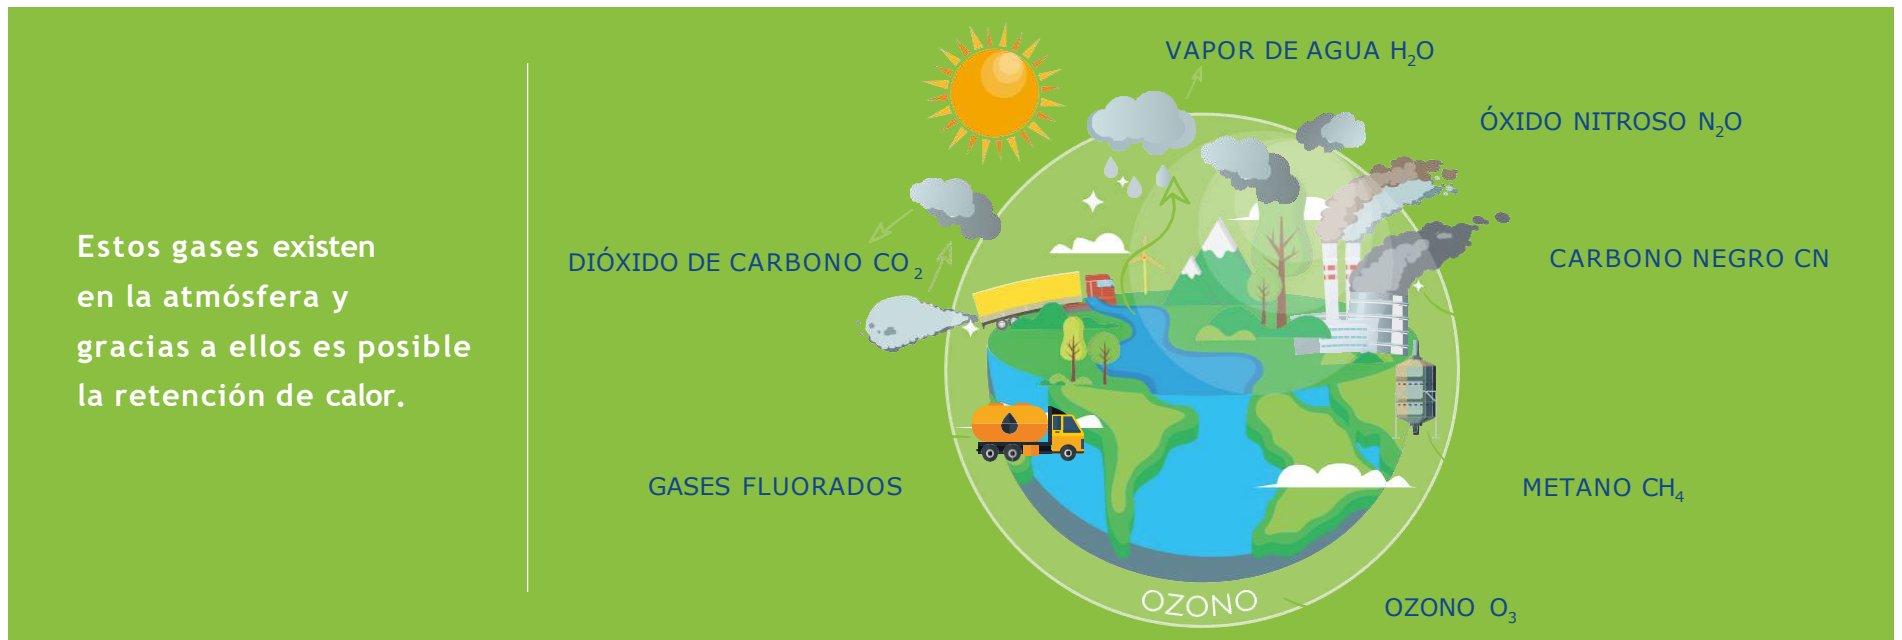 Estos gases existen
en la atmósfera y
gracias a ellos es posible
la retención de calor.
VAPOR DE AGUA H₂O
ÓXIDO NITROSO N₂O
DIÓXIDO DE CARBONO CO₂
CARBONO NEGRO CN
GASES FLUORADOS
METANO CH₄
OZONO
OZONO O₃